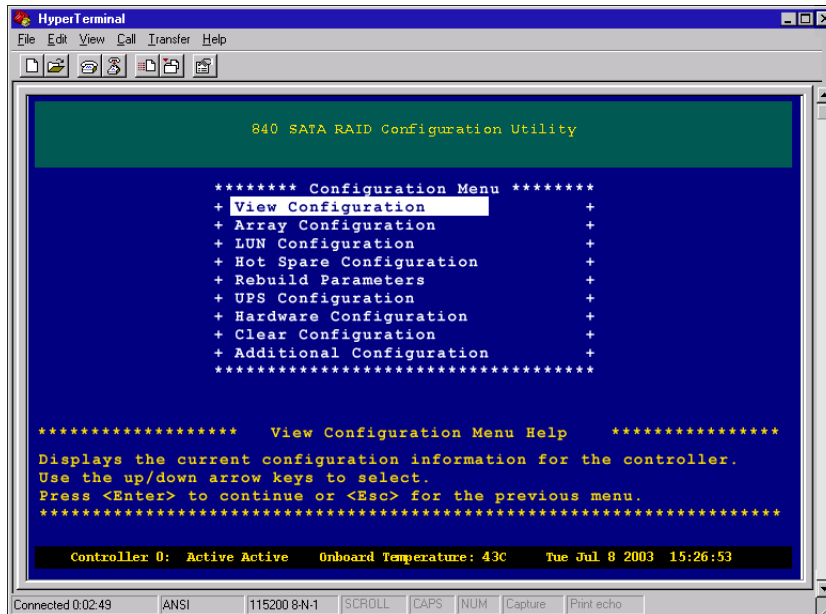 HyperTerminal
File Edit View Call Transfer Help
840 SATA RAID Configuration Utility
******** Configuration Menu ********
+ View Configuration +
+ Array Configuration +
+ LUN Configuration +
+ Hot Spare Configuration +
+ Rebuild Parameters +
+ UPS Configuration +
+ Hardware Configuration +
+ Clear Configuration +
+ Additional Configuration +
************************************
******************* View Configuration Menu Help ****************
Displays the current configuration information for the controller.
Use the up/down arrow keys to select.
Press <Enter> to continue or <Esc> for the previous menu.
**********************************************************************
Controller 0: Active Active Onboard Temperature: 43C Tue Jul 8 2003 15:26:53
Connected 0:02:49 ANSI 115200 8-N-1 SCROLL CAPS NUM Capture Print echo